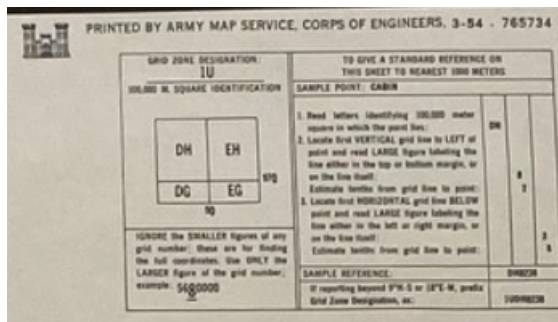 PRINTED BY ARMY MAP SERVICE, CORPS OF ENGINEERS, 3-54 - 765734
GRID ZONE DESIGNATION:
1U
100,000 M. SQUARE IDENTIFICATION
DH EH
DG EG
970
IGNORE the SMALLER figures of any
grid number; these are for finding
the full coordinates. Use ONLY the
LARGER figure of the grid number;
example: 5680000
TO GIVE A STANDARD REFERENCE ON
THIS SHEET TO NEAREST 1000 METERS
SAMPLE POINT: CABIN
1. Read letters identifying 100,000 meter
square in which the point lies:
DH
2. Locate first VERTICAL grid line to LEFT of
point and read LARGE figure labeling the
line either in the top or bottom margin, or
on the line itself:
Estimate tenths from grid line to point:
3. Locate first HORIZONTAL grid line BELOW
point and read LARGE figure labeling the
line either in the left or right margin, or
on the line itself:
Estimate tenths from grid line to point:
SAMPLE REFERENCE:
If reporting beyond 9°N-S or 18°E-W, prefix
Grid Zone Designation, as: